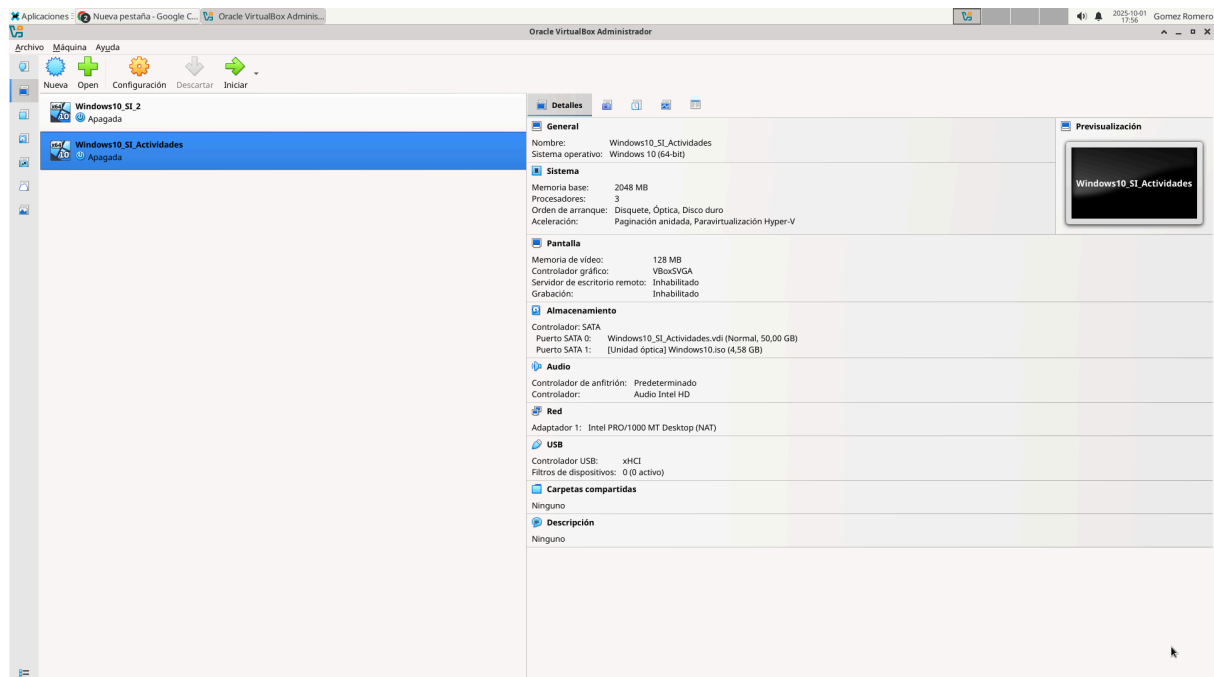 Aplicaciones
Nueva pestaña - Google C...
Oracle VirtualBox Adminis...
2025-10-01
17:56
Gomez Romero
Oracle VirtualBox Administrador
Archivo Máquina Ayuda
Nueva Open Configuración Descartar Iniciar
Windows10_SI_2
Apagada
Windows10_SI_Actividades
Apagada
Detalles
General
Nombre: Windows10_SI_Actividades
Sistema operativo: Windows 10 (64-bit)
Previsualización
Windows10_SI_Actividades
Sistema
Memoria base: 2048 MB
Procesadores: 3
Orden de arranque: Disquete, Óptica, Disco duro
Aceleración: Paginación anidada, Paravirtualización Hyper-V
Pantalla
Memoria de vídeo: 128 MB
Controlador gráfico: VBoxSVGA
Servidor de escritorio remoto: Inhabilitado
Grabación: Inhabilitado
Almacenamiento
Controlador: SATA
Puerto SATA 0: Windows10_SI_Actividades.vdi (Normal, 50,00 GB)
Puerto SATA 1: [Unidad óptica] Windows10.iso (4,58 GB)
Audio
Controlador de anfitrión: Predeterminado
Controlador: Audio Intel HD
Red
Adaptador 1: Intel PRO/1000 MT Desktop (NAT)
USB
Controlador USB: xHCI
Filtros de dispositivos: 0 (0 activo)
Carpetas compartidas
Ninguno
Descripción
Ninguno